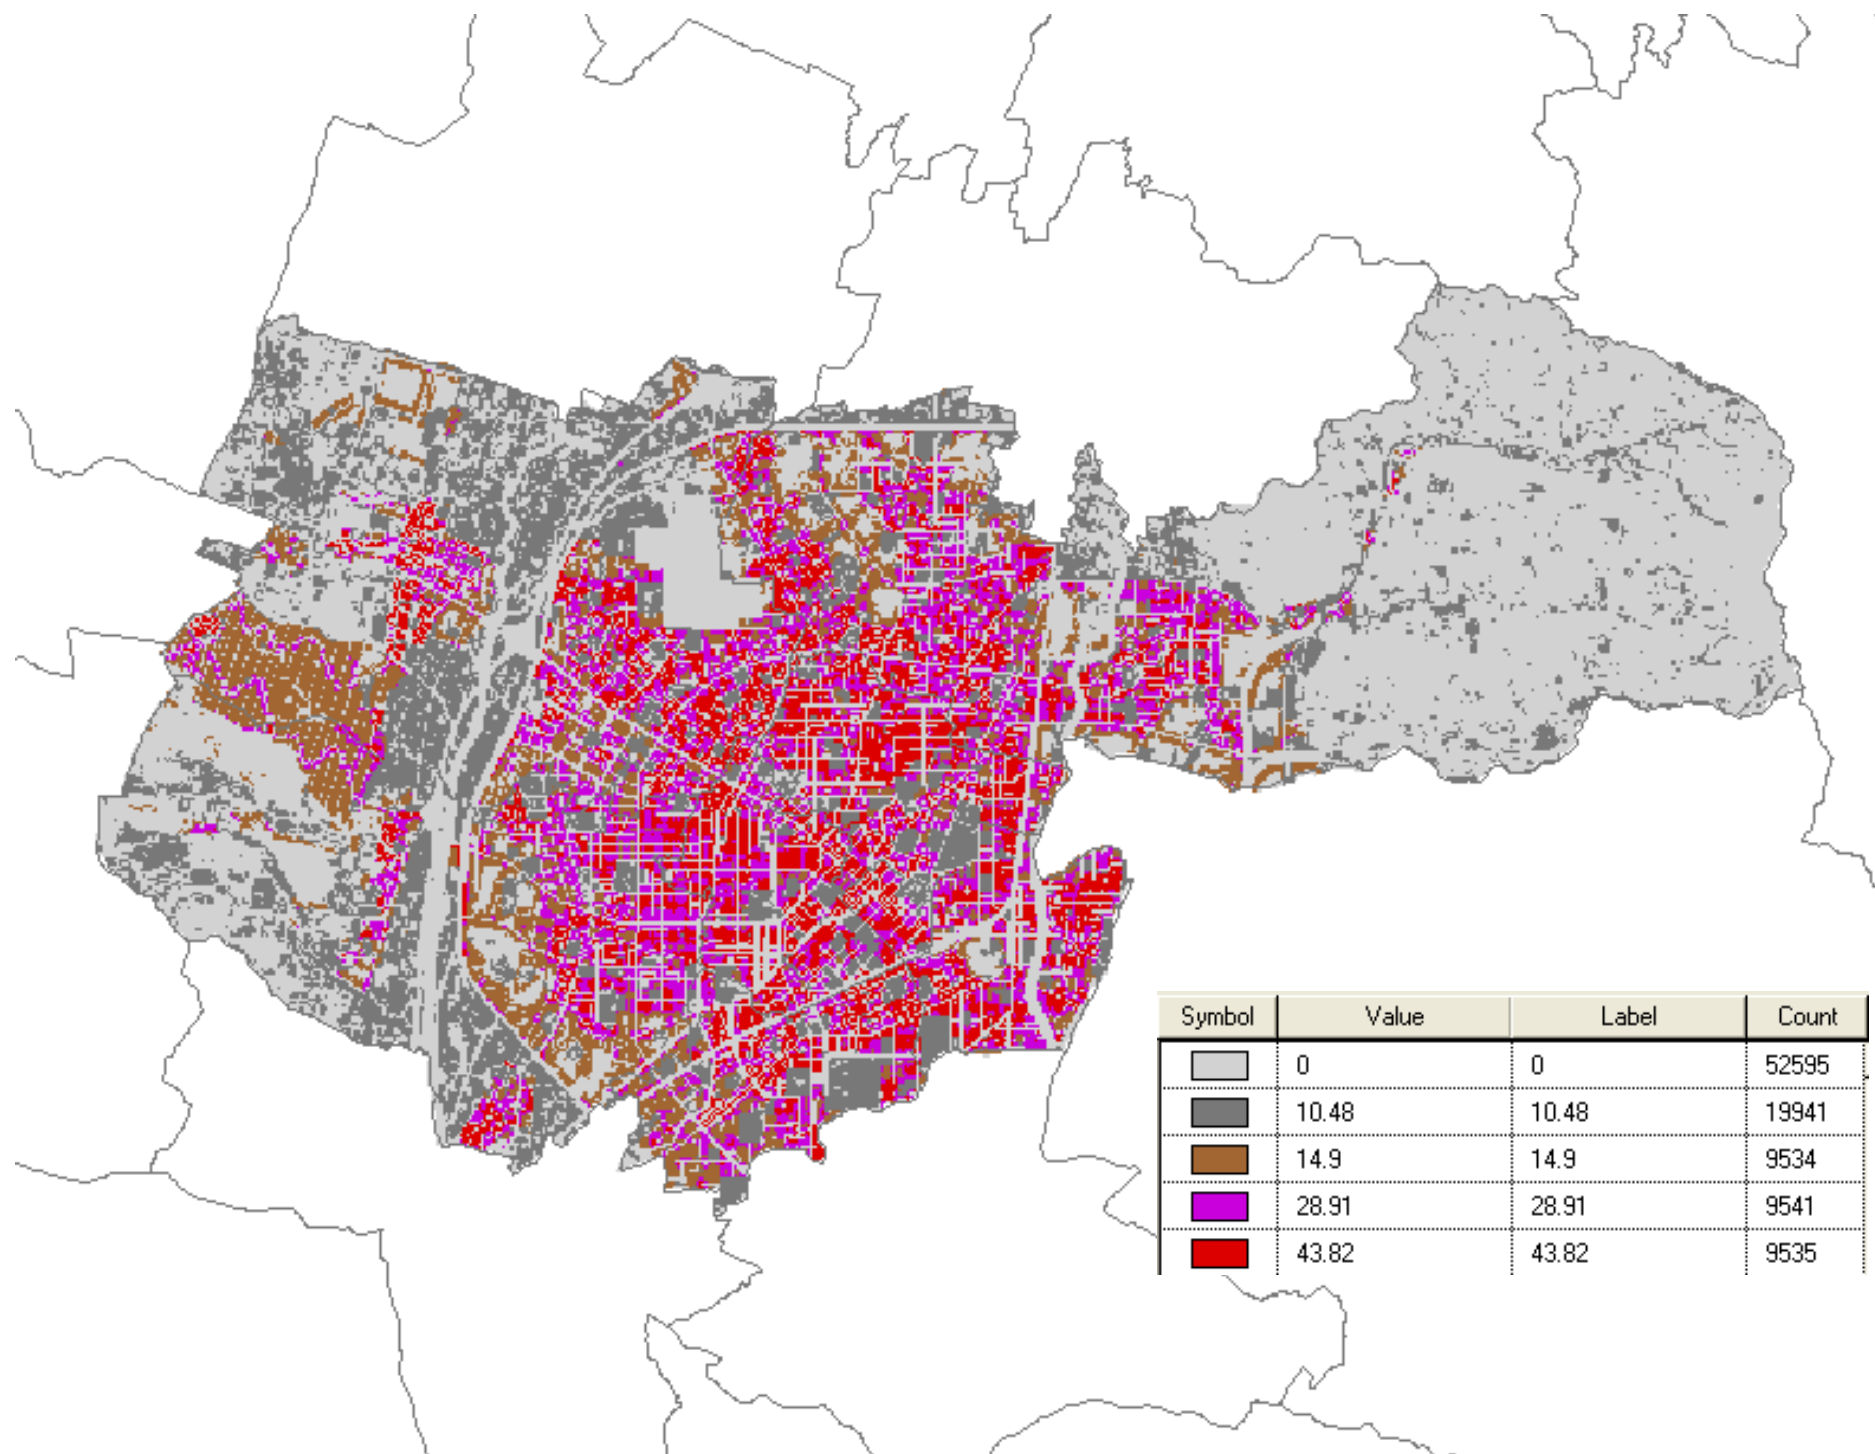 Symbol Value Label Count
0 0 52595
10.48 10.48 19941
14.9 14.9 9534
28.91 28.91 9541
43.82 43.82 9535